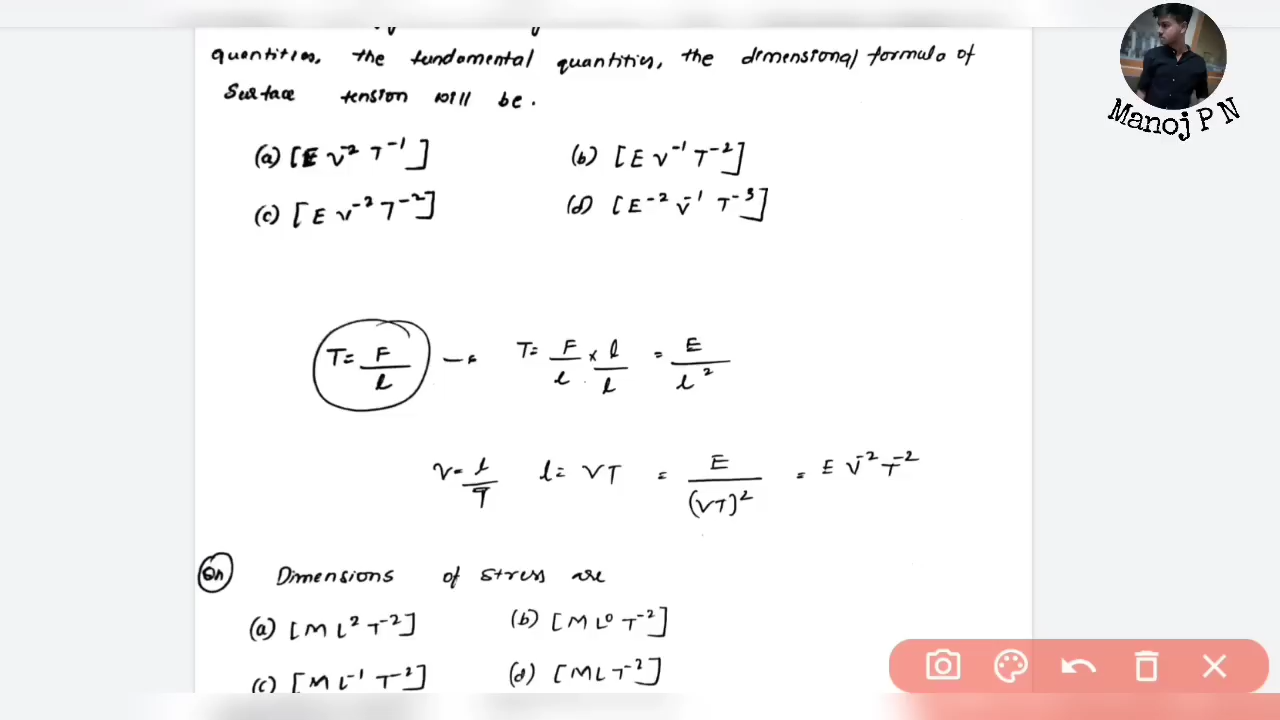 quantities, the fundamental quantities, the dimensional formula of
Surface tension will be.
(a) [E V⁻² T⁻¹] (b) [E V⁻¹ T⁻²]
(c) [E V⁻² T⁻²] (d) [E⁻² V⁻¹ T⁻³]
T = F/l → T = F/l × l/l = E/l²
V = l/T l = VT = E/(VT)² = E V⁻² T⁻²
Qn Dimensions of stress are
(a) [M L² T⁻²] (b) [M L⁰ T⁻²]
(c) [M L⁻¹ T⁻²] (d) [M L T⁻²]
Manoj P N